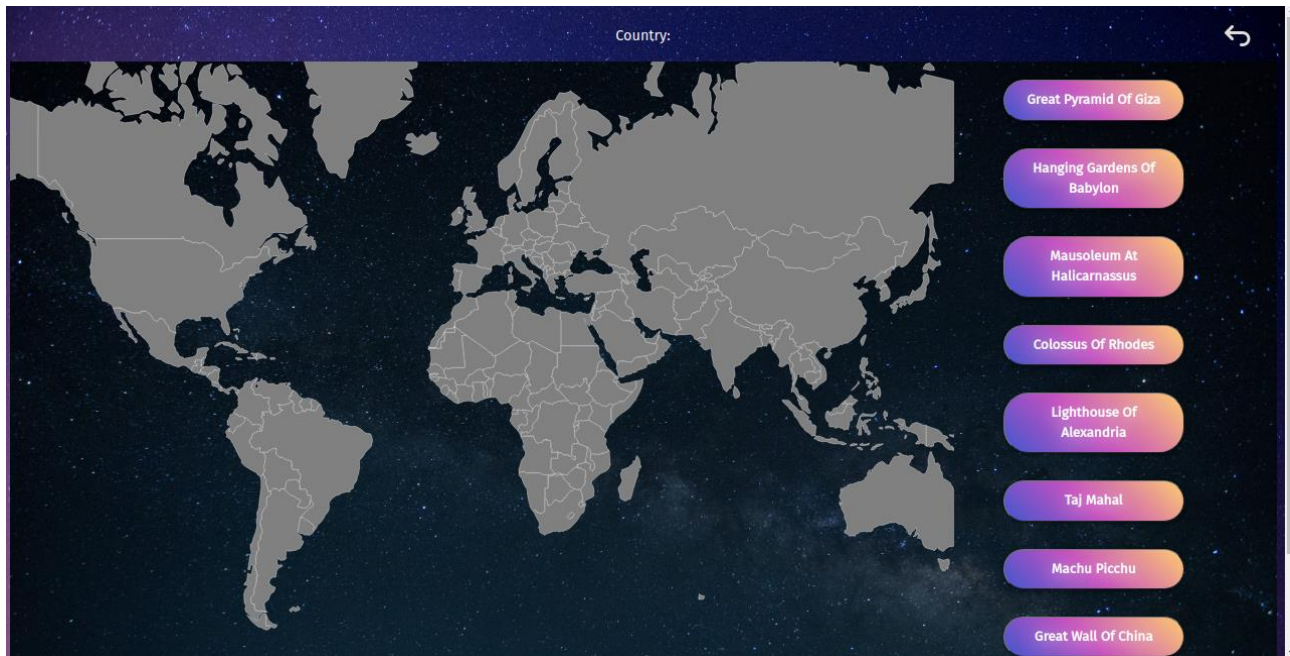 Country:
Great Pyramid Of Giza
Hanging Gardens Of
Babylon
Mausoleum At
Halicarnassus
Colossus Of Rhodes
Lighthouse Of
Alexandria
Taj Mahal
Machu Picchu
Great Wall Of China